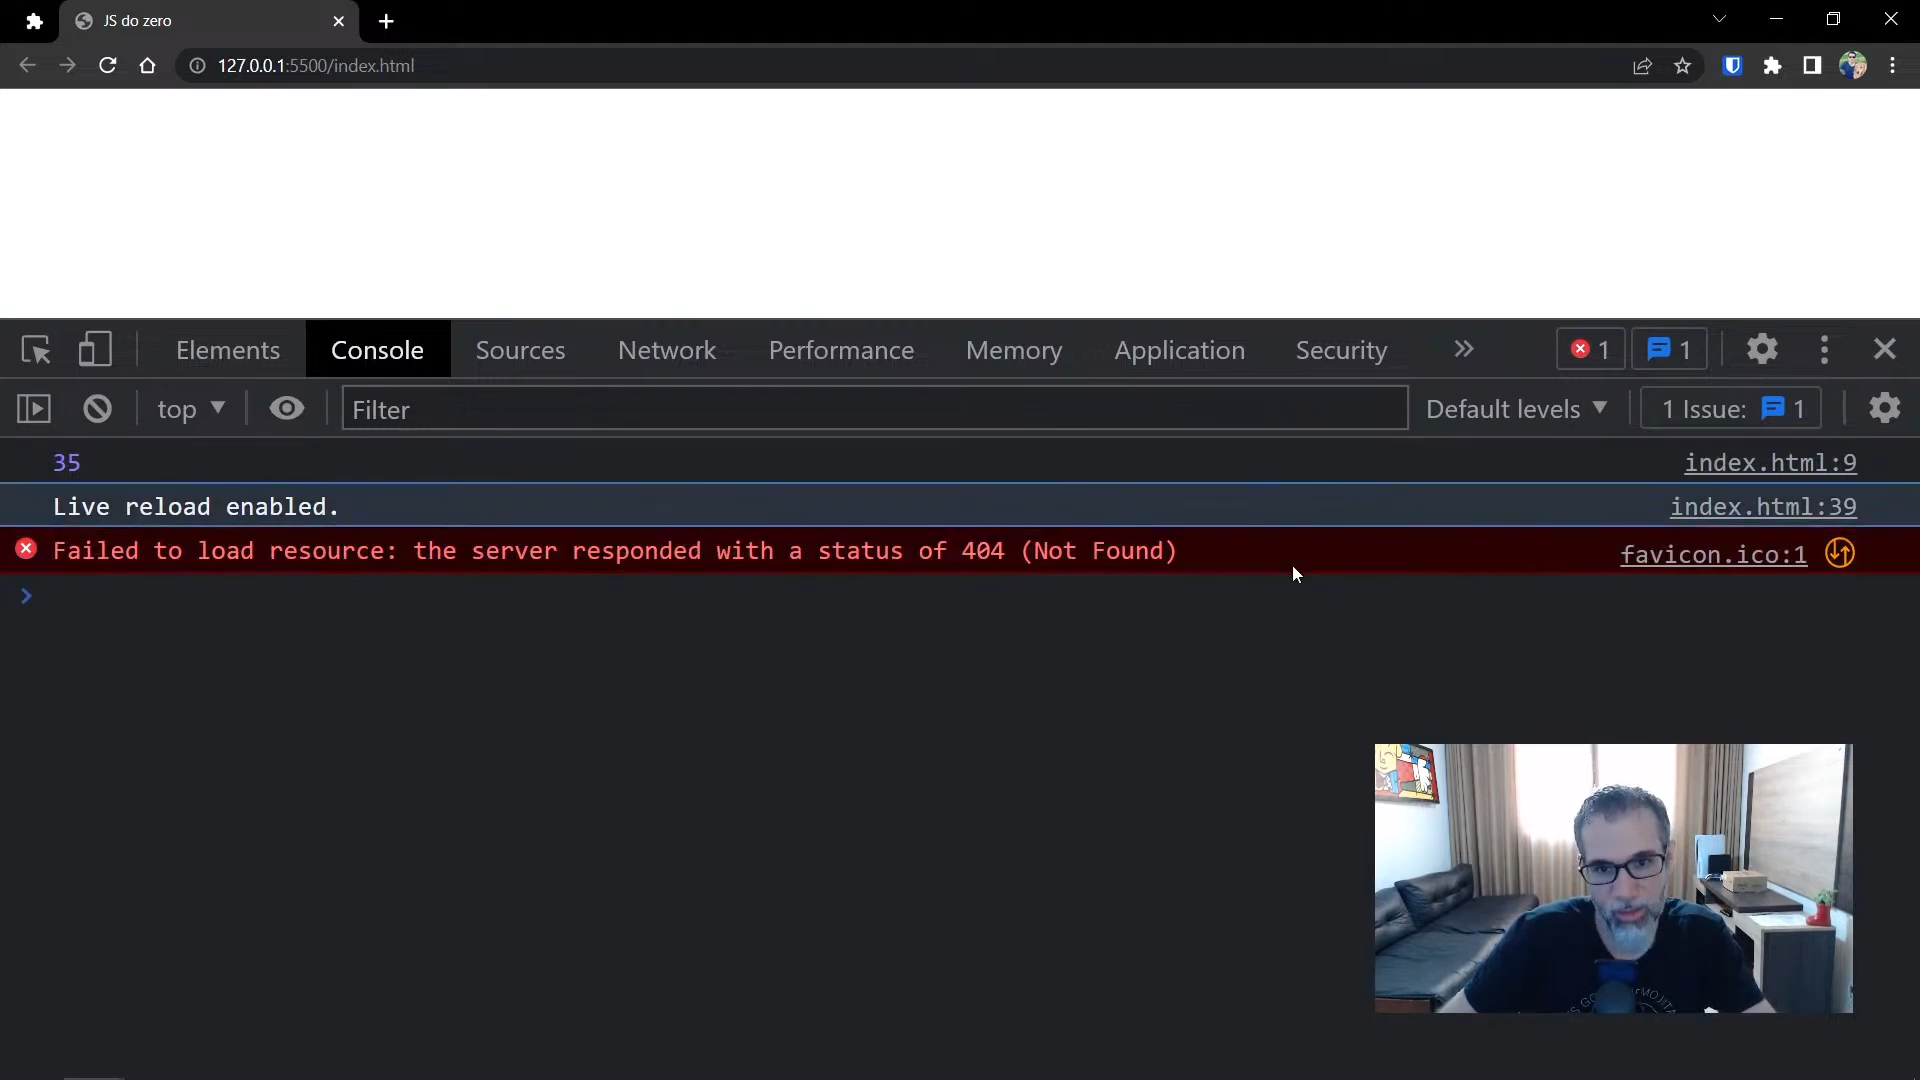 JS do zero
127.0.0.1:5500/index.html
Elements Console Sources Network Performance Memory Application Security 1 1
top Filter Default levels 1 Issue: 1
35 index.html:9
Live reload enabled. index.html:39
Failed to load resource: the server responded with a status of 404 (Not Found) favicon.ico:1